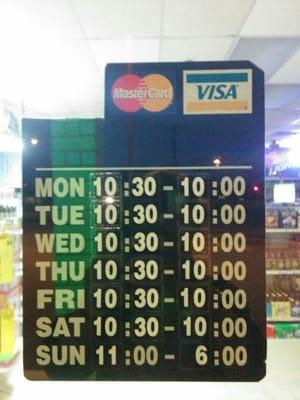 MasterCard VISA
MON 10:30 - 10:00
TUE 10:30 - 10:00
WED 10:30 - 10:00
THU 10:30 - 10:00
FRI 10:30 - 10:00
SAT 10:30 - 10:00
SUN 11:00 - 6:00